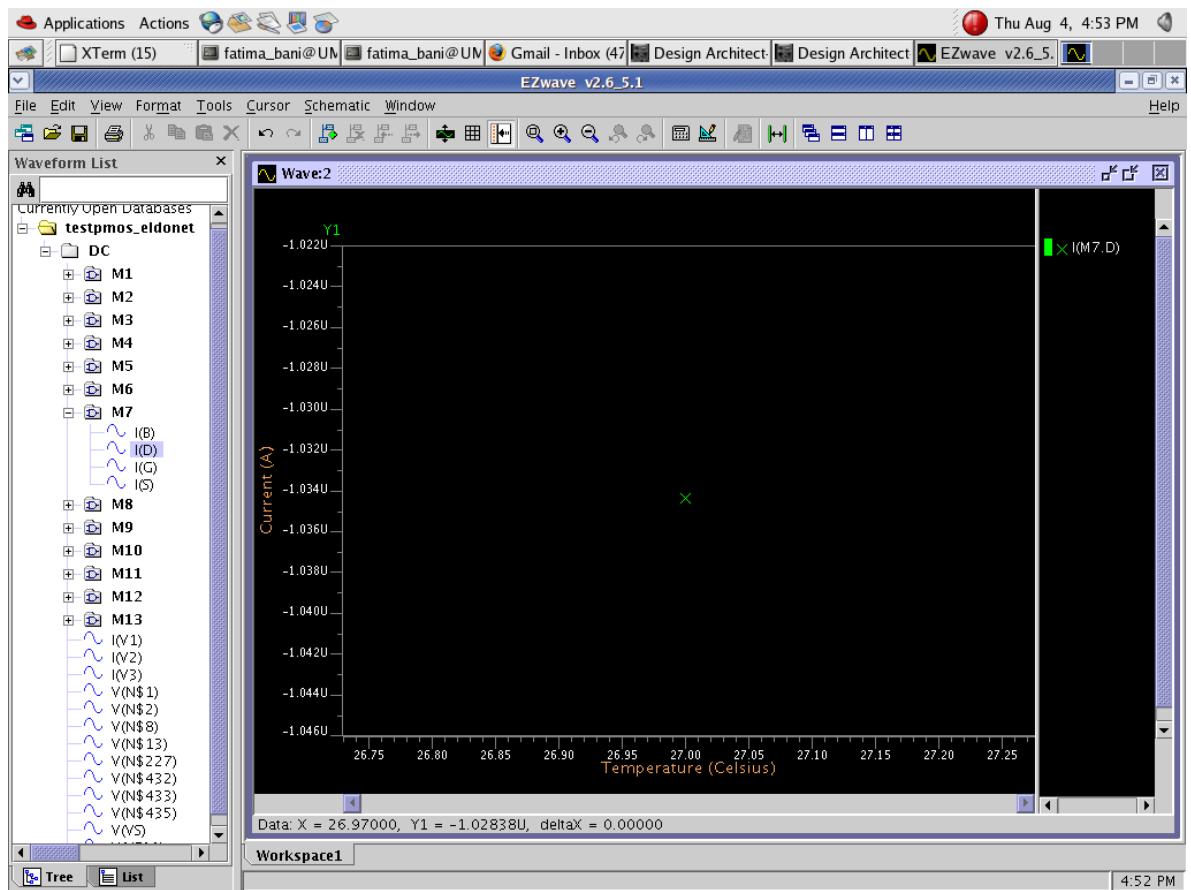 Applications Actions Thu Aug 4, 4:53 PM
XTerm (15) fatima_bani@UM fatima_bani@UM Gmail - Inbox (47 Design Architect- Design Architect EZwave v2.6_5.
EZwave v2.6_5.1
File Edit View Format Tools Cursor Schematic Window Help
Waveform List ×
Currently Open Databases
testpmos_eldonet
DC
M1
M2
M3
M4
M5
M6
M7
I(B)
I(D)
I(G)
I(S)
M8
M9
M10
M11
M12
M13
I(V1)
I(V2)
I(V3)
V(N$1)
V(N$2)
V(N$8)
V(N$13)
V(N$227)
V(N$432)
V(N$433)
V(N$435)
V(VS)
Tree List
Wave:2
Y1
-1.022U
-1.024U
-1.026U
-1.028U
-1.030U
-1.032U
-1.034U
-1.036U
-1.038U
-1.040U
-1.042U
-1.044U
-1.046U
Current (A)
26.75 26.80 26.85 26.90 26.95 27.00 27.05 27.10 27.15 27.20 27.25
Temperature (Celsius)
I(M7.D)
Data: X = 26.97000, Y1 = -1.02838U, deltaX = 0.00000
Workspace1
4:52 PM